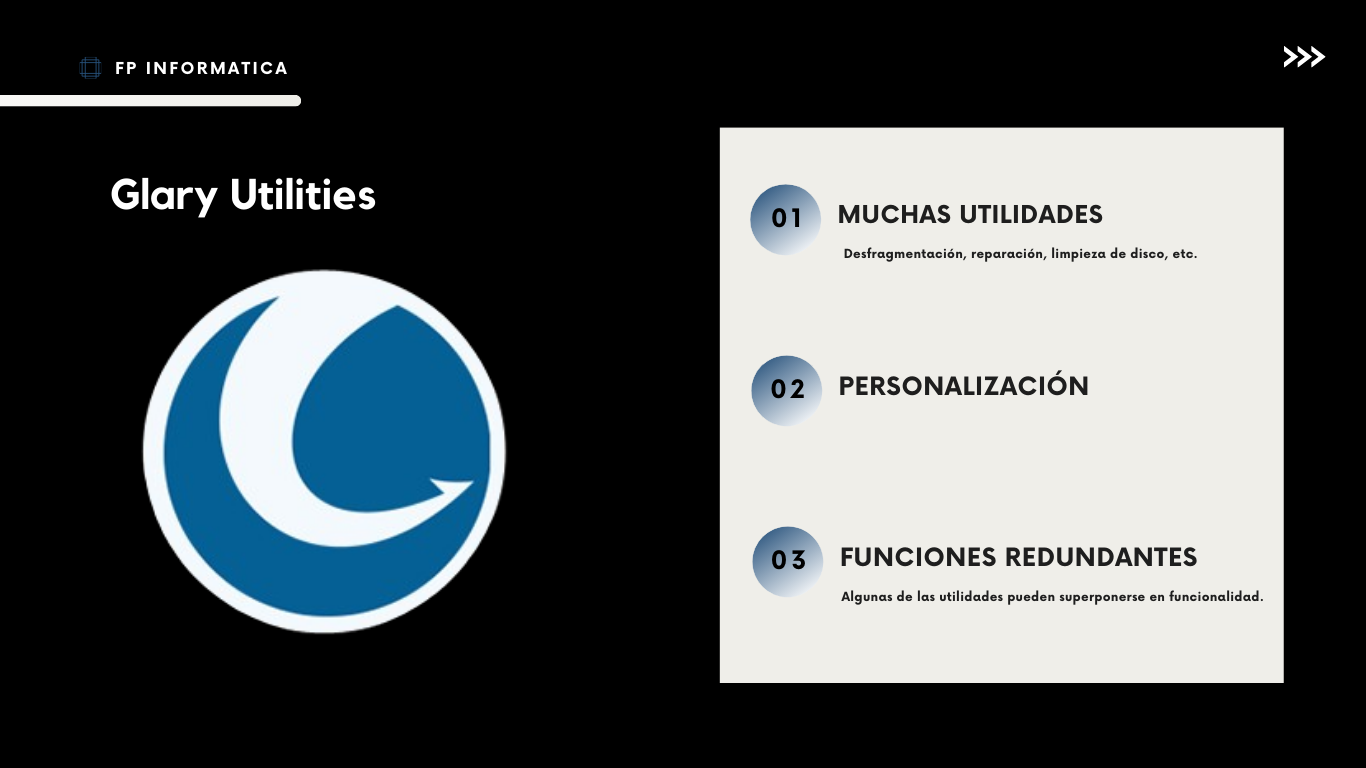 FP INFORMATICA
Glary Utilities
01
MUCHAS UTILIDADES
Desfragmentación, reparación, limpieza de disco, etc.
02
PERSONALIZACIÓN
03
FUNCIONES REDUNDANTES
Algunas de las utilidades pueden superponerse en funcionalidad.